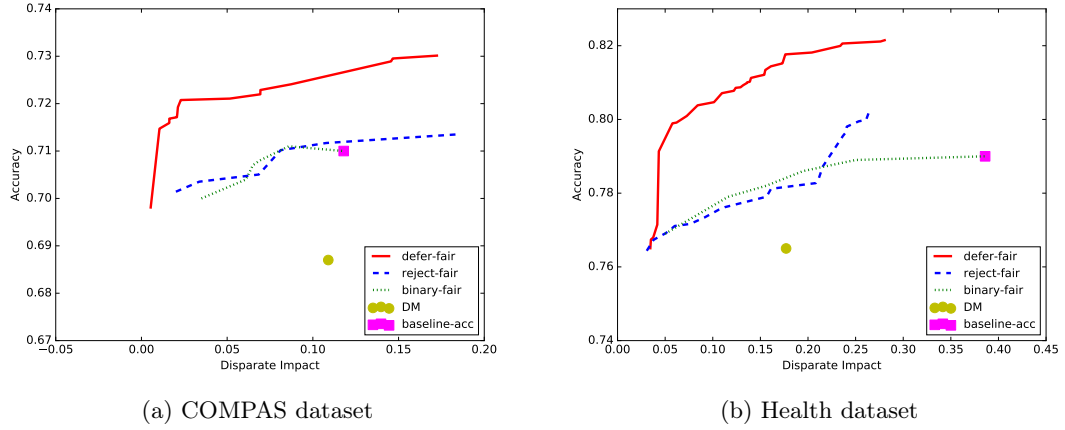 0.74
0.73
0.72
0.71
0.70
0.69
0.68
0.67
Accuracy
−0.05 0.00 0.05 0.10 0.15 0.20
Disparate Impact
defer-fair
reject-fair
binary-fair
DM
baseline-acc
(a) COMPAS dataset
0.82
0.80
0.78
0.76
0.74
Accuracy
0.00 0.05 0.10 0.15 0.20 0.25 0.30 0.35 0.40 0.45
Disparate Impact
defer-fair
reject-fair
binary-fair
DM
baseline-acc
(b) Health dataset